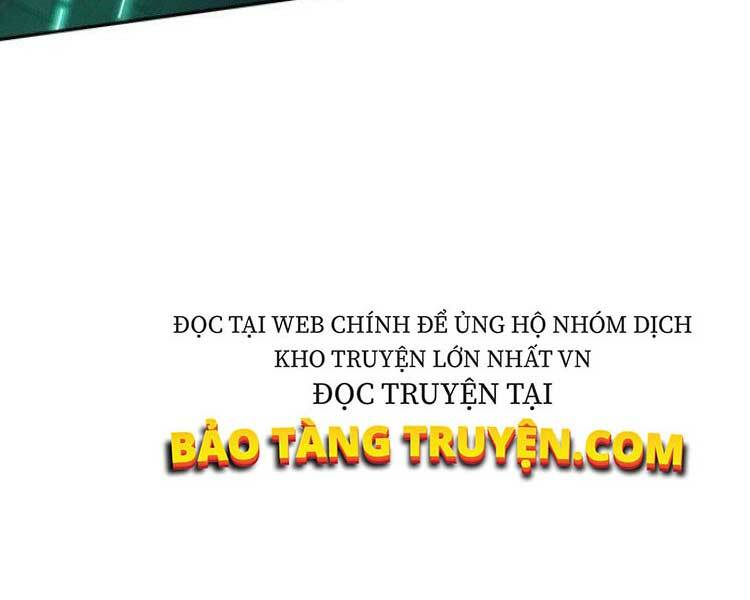 ĐỌC TẠI WEB CHÍNH ĐỂ ỦNG HỘ NHÓM DỊCH
KHO TRUYỆN LỚN NHẤT VN
ĐỌC TRUYỆN TẠI
BẢO TÀNG TRUYỆN.COM